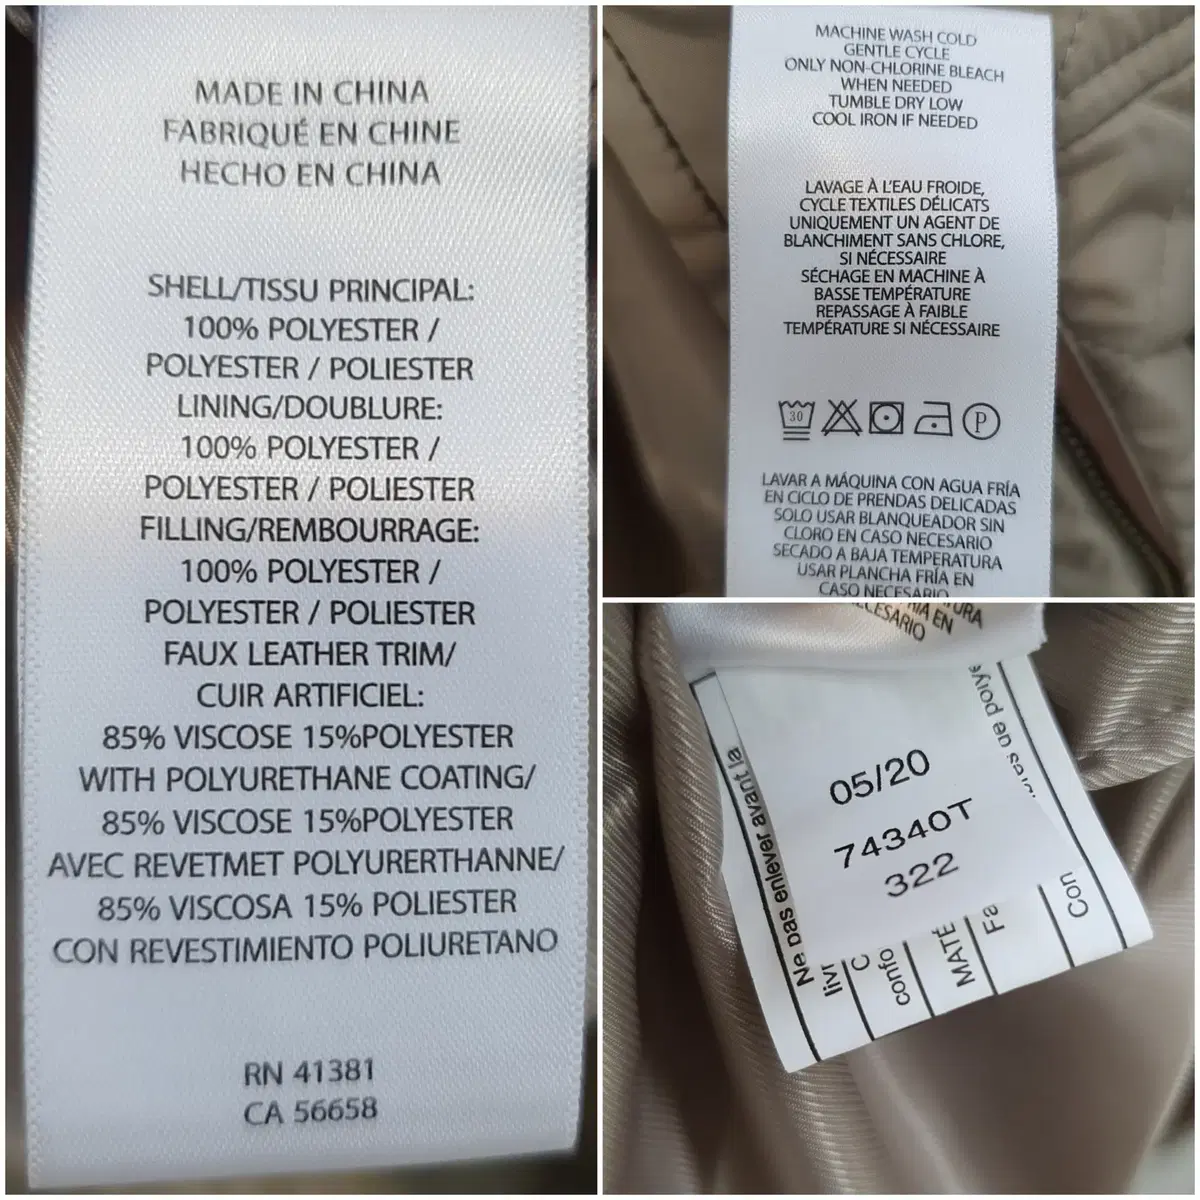 MADE IN CHINA
FABRIQUÉ EN CHINE
HECHO EN CHINA
SHELL/TISSU PRINCIPAL:
100% POLYESTER /
POLYESTER / POLIESTER
LINING/DOUBLURE:
100% POLYESTER /
POLYESTER / POLIESTER
FILLING/REMBOURRAGE:
100% POLYESTER /
POLYESTER / POLIESTER
FAUX LEATHER TRIM/
CUIR ARTIFICIEL:
85% VISCOSE 15%POLYESTER
WITH POLYURETHANE COATING/
85% VISCOSE 15%POLYESTER
AVEC REVETMET POLYURERTHANNE/
85% VISCOSA 15% POLIESTER
CON REVESTIMIENTO POLIURETANO
RN 41381
CA 56658
MACHINE WASH COLD
GENTLE CYCLE
ONLY NON-CHLORINE BLEACH
WHEN NEEDED
TUMBLE DRY LOW
COOL IRON IF NEEDED
LAVAGE À L'EAU FROIDE,
CYCLE TEXTILES DÉLICATS
UNIQUEMENT UN AGENT DE
BLANCHIMENT SANS CHLORE,
SI NÉCESSAIRE
SÉCHAGE EN MACHINE À
BASSE TEMPÉRATURE
REPASSAGE À FAIBLE
TEMPÉRATURE SI NÉCESSAIRE
30 P
LAVAR A MÁQUINA CON AGUA FRÍA
EN CICLO DE PRENDAS DELICADAS
SOLO USAR BLANQUEADOR SIN
CLORO EN CASO NECESARIO
SECADO A BAJA TEMPERATURA
USAR PLANCHA FRÍA EN
CASO NECESARIO
05/20
74340T
322
Ne pas enlever avant la
liv
C
confo
MATÉ
Fa
Con
de polye